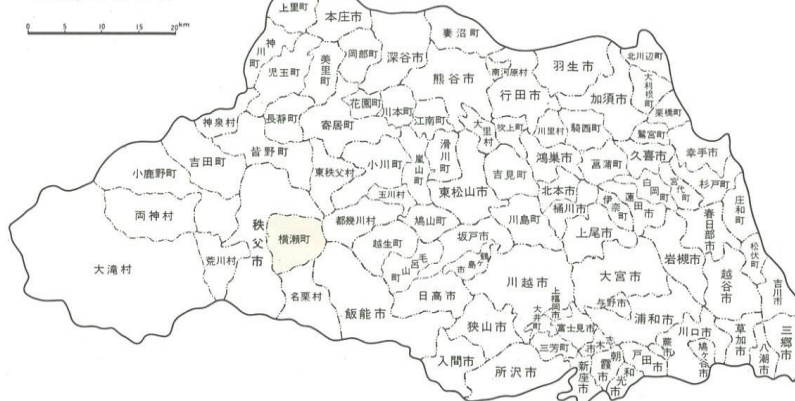 上里町
本庄市
妻沼町
神川町
児玉町
美里町
岡部町
深谷市
熊谷市
南河原村
行田市
羽生市
北川辺町
大利根町
加須市
栗橋町
神泉村
長瀞町
花園町
川本町
江南町
大里村
吹上町
川里村
騎西町
鷲宮町
寄居町
皆野町
吉田町
小鹿野町
東秩父村
小川町
嵐山町
滑川町
東松山市
吉見町
鴻巣市
菖蒲町
久喜市
幸手市
北本市
桶川市
伊奈町
蓮田市
白岡町
宮代町
杉戸町
春日部市
庄和町
両神村
大滝村
荒川村
秩父市
横瀬町
玉川村
都幾川村
鳩山町
越生町
毛呂山町
坂戸市
鶴ヶ島市
川島町
上尾市
岩槻市
松伏町
越谷市
吉川市
名栗村
飯能市
日高市
川越市
大宮市
上福岡市
大井町
与野市
浦和市
川口市
草加市
三郷市
八潮市
鳩ヶ谷市
蕨市
戸田市
狭山市
富士見市
三芳町
志木市
朝霞市
和光市
新座市
入間市
所沢市
0 5 10 15 20km